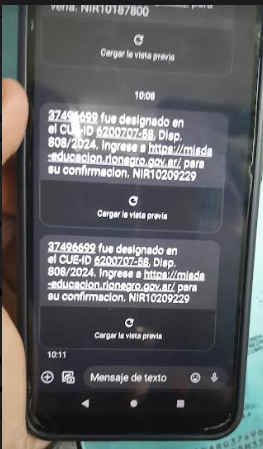 verla. NIR10187800
Cargar la vista previa
10:08
37496699 fue designado en
el CUE-ID 6200707-58, Disp.
808/2024. Ingrese a https://misda
-educacion.rionegro.gov.ar/ para
su confirmacion. NIR10209229
Cargar la vista previa
37496699 fue designado en
el CUE-ID 6200707-58, Disp.
808/2024. Ingrese a https://misda
-educacion.rionegro.gov.ar/ para
su confirmacion. NIR10209229
Cargar la vista previa
10:11
Mensaje de texto